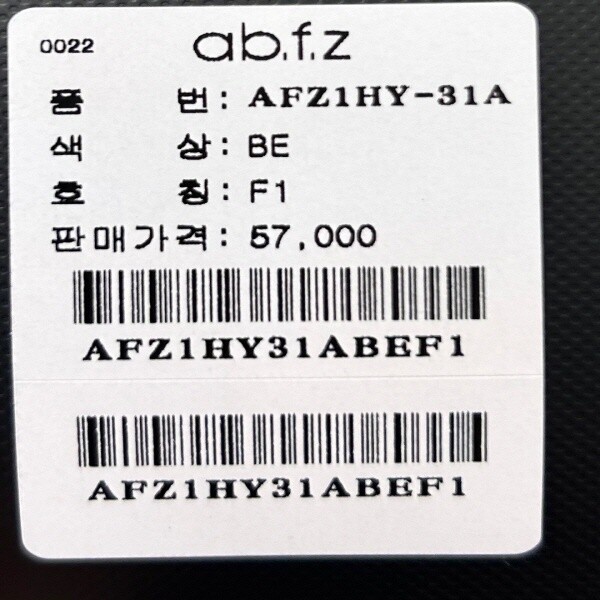 0022 ab.f.z
품 번: AFZ1HY-31A
색 상: BE
호 칭: F1
판매가격: 57,000
AFZ1HY31ABEF1
AFZ1HY31ABEF1